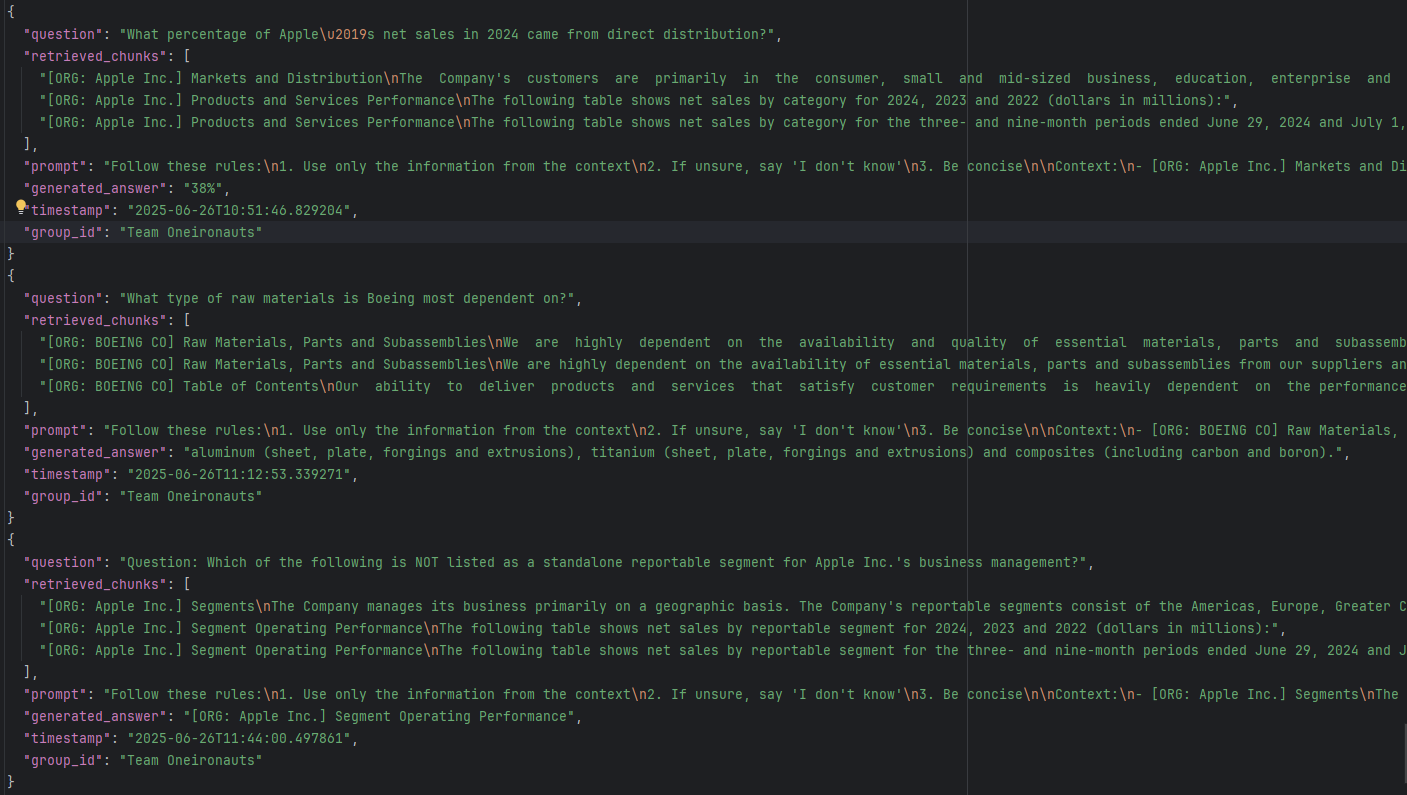 {
"question": "What percentage of Apple\u2019s net sales in 2024 came from direct distribution?",
"retrieved_chunks": [
"[ORG: Apple Inc.] Markets and Distribution\nThe  Company's  customers  are  primarily  in  the  consumer,  small  and  mid-sized  business,  education,  enterprise  and
"[ORG: Apple Inc.] Products and Services Performance\nThe following table shows net sales by category for 2024, 2023 and 2022 (dollars in millions):",
"[ORG: Apple Inc.] Products and Services Performance\nThe following table shows net sales by category for the three- and nine-month periods ended June 29, 2024 and July 1,
],
"prompt": "Follow these rules:\n1. Use only the information from the context\n2. If unsure, say 'I don't know'\n3. Be concise\n\nContext:\n- [ORG: Apple Inc.] Markets and Di
"generated_answer": "38%",
"timestamp": "2025-06-26T10:51:46.829204",
"group_id": "Team Oneironauts"
}
{
"question": "What type of raw materials is Boeing most dependent on?",
"retrieved_chunks": [
"[ORG: BOEING CO] Raw Materials, Parts and Subassemblies\nWe  are  highly  dependent  on  the  availability  and  quality  of  essential  materials,  parts  and  subassemb
"[ORG: BOEING CO] Raw Materials, Parts and Subassemblies\nWe are highly dependent on the availability of essential materials, parts and subassemblies from our suppliers an
"[ORG: BOEING CO] Table of Contents\nOur  ability  to  deliver  products  and  services  that  satisfy  customer  requirements  is  heavily  dependent  on  the performance
],
"prompt": "Follow these rules:\n1. Use only the information from the context\n2. If unsure, say 'I don't know'\n3. Be concise\n\nContext:\n- [ORG: BOEING CO] Raw Materials,
"generated_answer": "aluminum (sheet, plate, forgings and extrusions), titanium (sheet, plate, forgings and extrusions) and composites (including carbon and boron).",
"timestamp": "2025-06-26T11:12:53.339271",
"group_id": "Team Oneironauts"
}
{
"question": "Question: Which of the following is NOT listed as a standalone reportable segment for Apple Inc.'s business management?",
"retrieved_chunks": [
"[ORG: Apple Inc.] Segments\nThe Company manages its business primarily on a geographic basis. The Company's reportable segments consist of the Americas, Europe, Greater C
"[ORG: Apple Inc.] Segment Operating Performance\nThe following table shows net sales by reportable segment for 2024, 2023 and 2022 (dollars in millions):",
"[ORG: Apple Inc.] Segment Operating Performance\nThe following table shows net sales by reportable segment for the three- and nine-month periods ended June 29, 2024 and J
],
"prompt": "Follow these rules:\n1. Use only the information from the context\n2. If unsure, say 'I don't know'\n3. Be concise\n\nContext:\n- [ORG: Apple Inc.] Segments\nThe
"generated_answer": "[ORG: Apple Inc.] Segment Operating Performance",
"timestamp": "2025-06-26T11:44:00.497861",
"group_id": "Team Oneironauts"
}